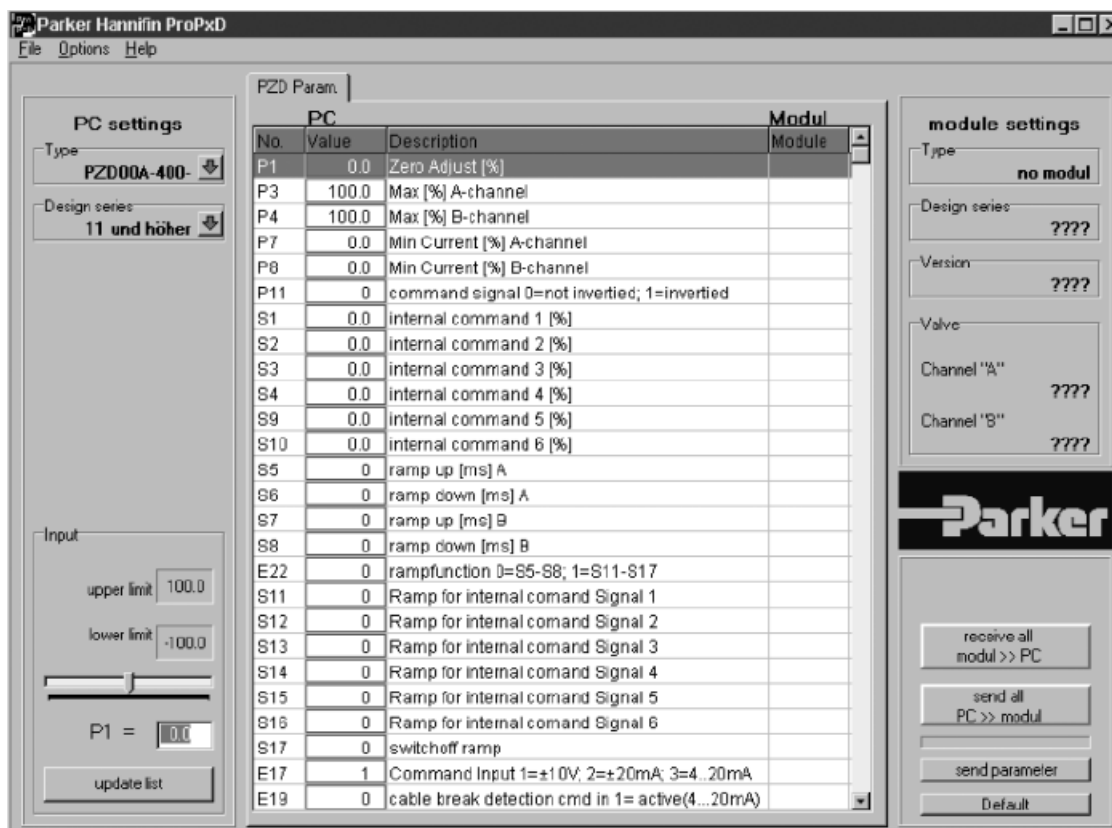 Parker Hannifin ProPxD
File Options Help
PZD Param.
PC settings
Type
PZD00A-400-
Design series
11 und höher
Input
upper limit 100.0
lower limit -100.0
P1 = 0.0
update list
PC Modul
No. Value Description Module
P1 0.0 Zero Adjust [%]
P3 100.0 Max [%] A-channel
P4 100.0 Max [%] B-channel
P7 0.0 Min Current [%] A-channel
P8 0.0 Min Current [%] B-channel
P11 0 command signal 0=not invertied; 1=invertied
S1 0.0 internal command 1 [%]
S2 0.0 internal command 2 [%]
S3 0.0 internal command 3 [%]
S4 0.0 internal command 4 [%]
S9 0.0 internal command 5 [%]
S10 0.0 internal command 6 [%]
S5 0 ramp up [ms] A
S6 0 ramp down [ms] A
S7 0 ramp up [ms] B
S8 0 ramp down [ms] B
E22 0 rampfunction 0=S5-S8; 1=S11-S17
S11 0 Ramp for internal comand Signal 1
S12 0 Ramp for internal comand Signal 2
S13 0 Ramp for internal comand Signal 3
S14 0 Ramp for internal comand Signal 4
S15 0 Ramp for internal comand Signal 5
S16 0 Ramp for internal comand Signal 6
S17 0 switchoff ramp
E17 1 Command Input 1=±10V; 2=±20mA; 3=4..20mA
E19 0 cable break detection cmd in 1= active(4...20mA)
module settings
Type
no modul
Design series
????
Version
????
Valve
Channel "A"
????
Channel "B"
????
Parker
receive all
modul >> PC
send all
PC >> modul
send parameter
Default